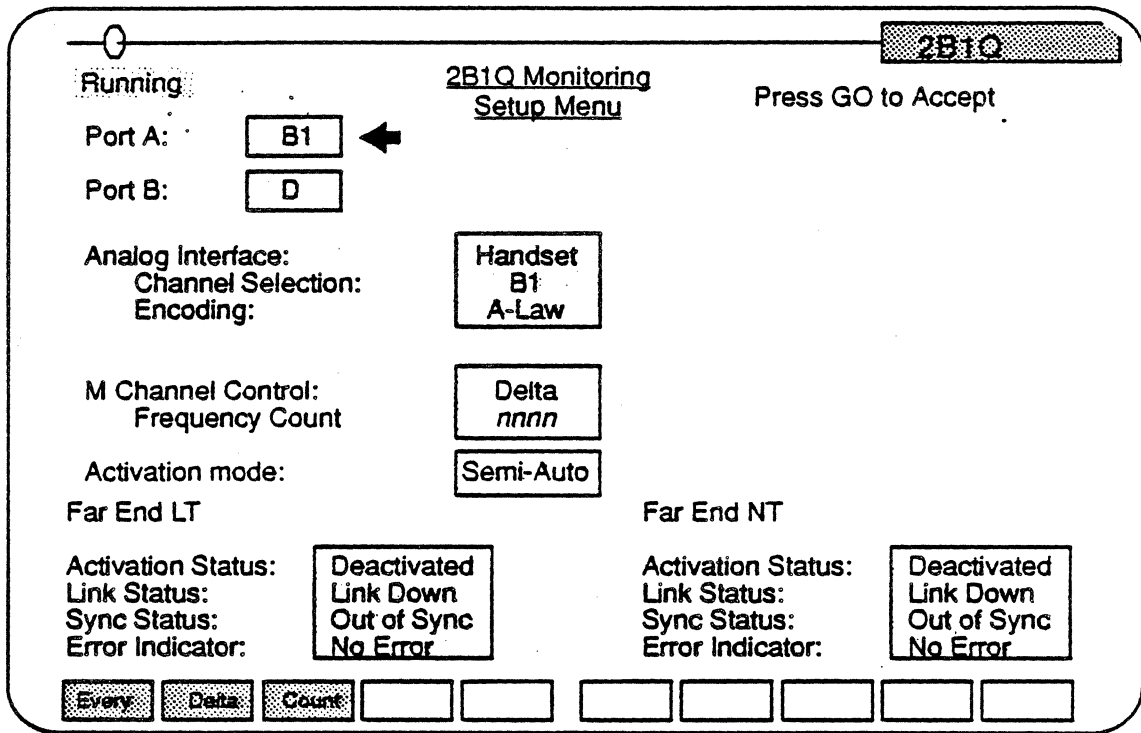 2B1Q
Running
2B1Q Monitoring
Setup Menu
Press GO to Accept
Port A: B1
Port B: D
Analog Interface: Handset
Channel Selection: B1
Encoding: A-Law
M Channel Control: Delta
Frequency Count nnnn
Activation mode: Semi-Auto
Far End LT Far End NT
Activation Status: Deactivated Activation Status: Deactivated
Link Status: Link Down Link Status: Link Down
Sync Status: Out of Sync Sync Status: Out of Sync
Error Indicator: No Error Error Indicator: No Error
Every Delta Count